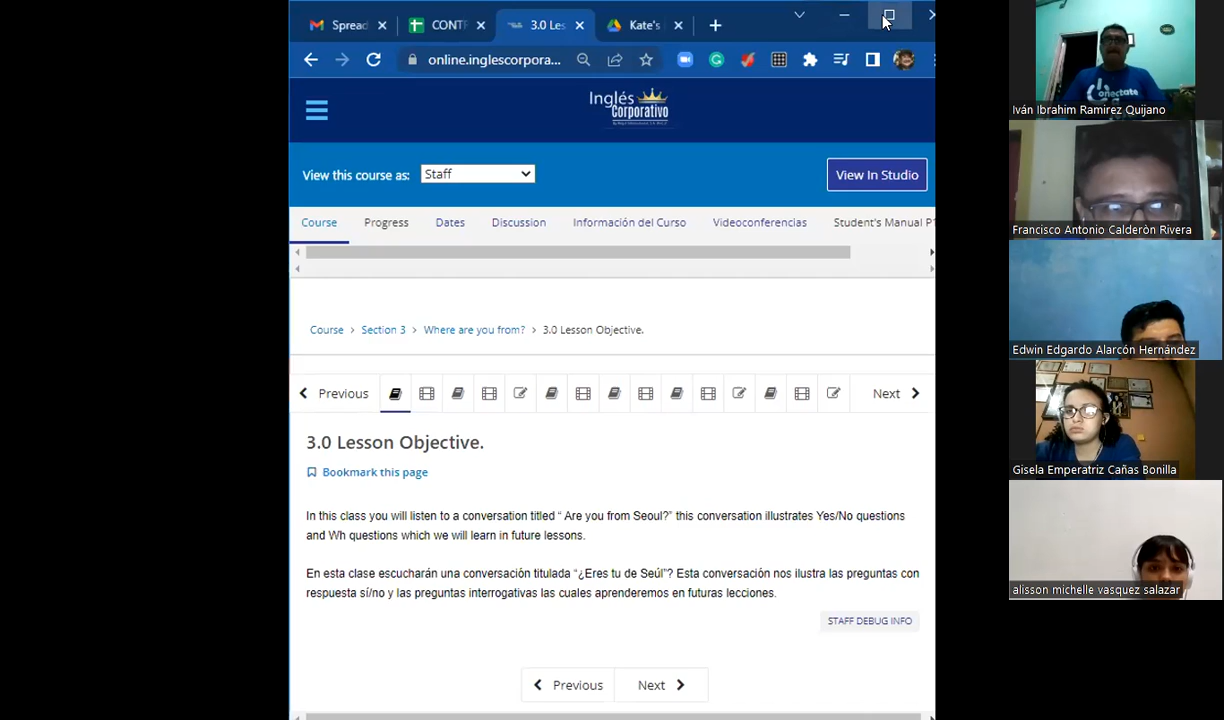 Spread
CONTR
3.0 Les
Kate's
online.inglescorpora...
Inglés
Corporativo
View this course as:
Staff
View In Studio
Course
Progress
Dates
Discussion
Información del Curso
Videoconferencias
Student's Manual P1
Course > Section 3 > Where are you from? > 3.0 Lesson Objective.
Previous
Next
3.0 Lesson Objective.
Bookmark this page
In this class you will listen to a conversation titled “ Are you from Seoul?” this conversation illustrates Yes/No questions
and Wh questions which we will learn in future lessons.
En esta clase escucharán una conversación titulada “¿Eres tu de Seúl”? Esta conversación nos ilustra las preguntas con
respuesta sí/no y las preguntas interrogativas las cuales aprenderemos en futuras lecciones.
STAFF DEBUG INFO
Previous
Next
Iván Ibrahim Ramirez Quijano
Francisco Antonio Calderòn Rivera
Edwin Edgardo Alarcón Hernández
Gisela Emperatriz Cañas Bonilla
alisson michelle vasquez salazar